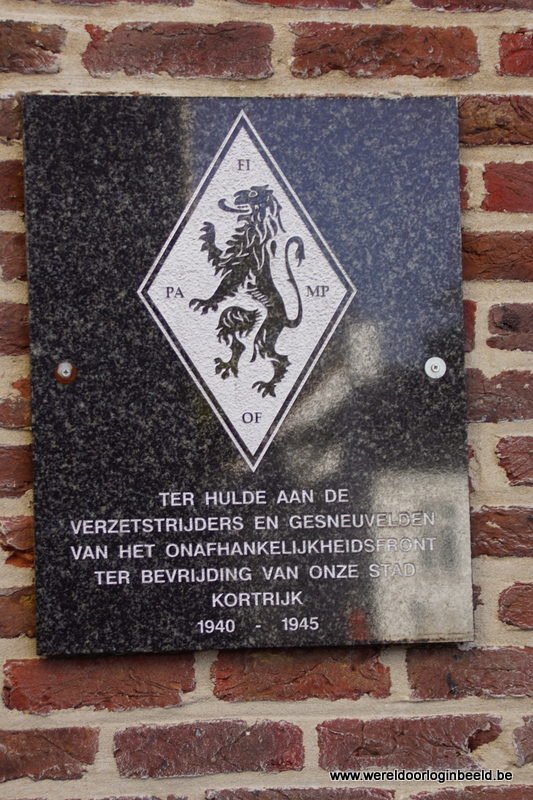 FI
PA MP
OF
TER HULDE AAN DE
VERZETSTRIJDERS EN GESNEUVELDEN
VAN HET ONAFHANKELIJKHEIDSFRONT
TER BEVRIJDING VAN ONZE STAD
KORTRIJK
1940 - 1945
www.wereldoorloginbeeld.be